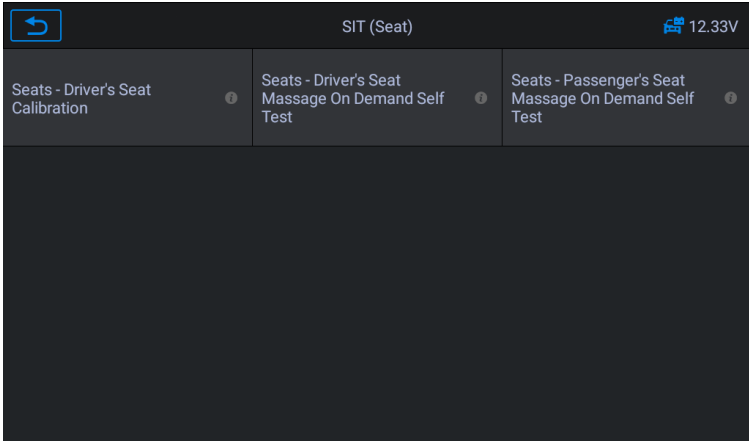 SIT (Seat)
12.33V
Seats - Driver's Seat
Calibration
Seats - Driver's Seat
Massage On Demand Self
Test
Seats - Passenger's Seat
Massage On Demand Self
Test